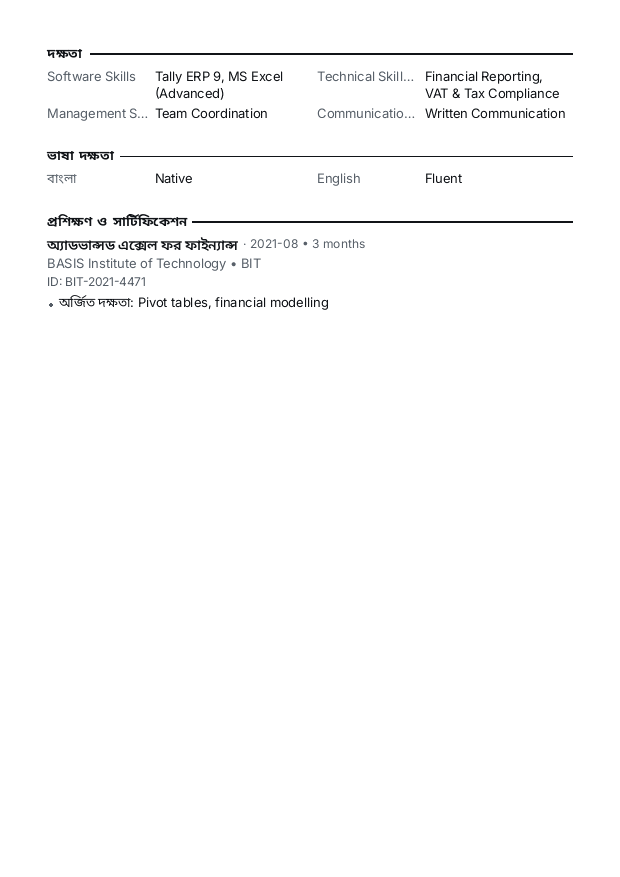 দক্ষতা
Software Skills Tally ERP 9, MS Excel (Advanced) Technical Skill... Financial Reporting, VAT & Tax Compliance
Management S... Team Coordination Communicatio... Written Communication
ভাষা দক্ষতা
বাংলা Native English Fluent
প্রশিক্ষণ ও সার্টিফিকেশন
অ্যাডভান্সড এক্সেল ফর ফাইন্যান্স · 2021-08 • 3 months
BASIS Institute of Technology • BIT
ID: BIT-2021-4471
• অর্জিত দক্ষতা: Pivot tables, financial modelling